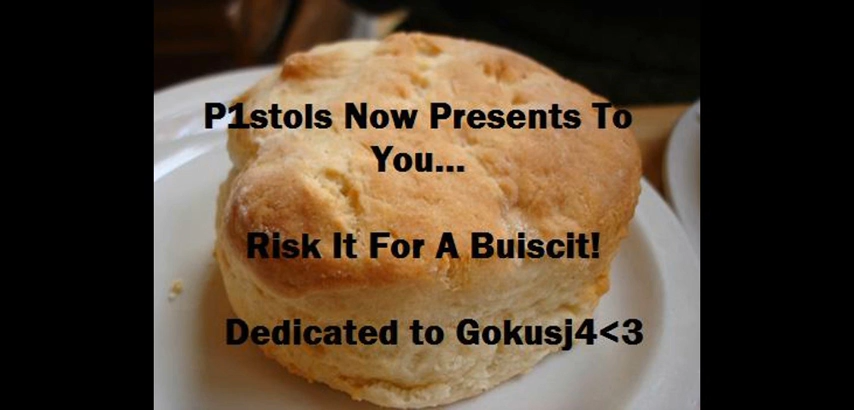 P1stols Now Presents To
You...
Risk It For A Buiscit!
Dedicated to Gokusj4<3